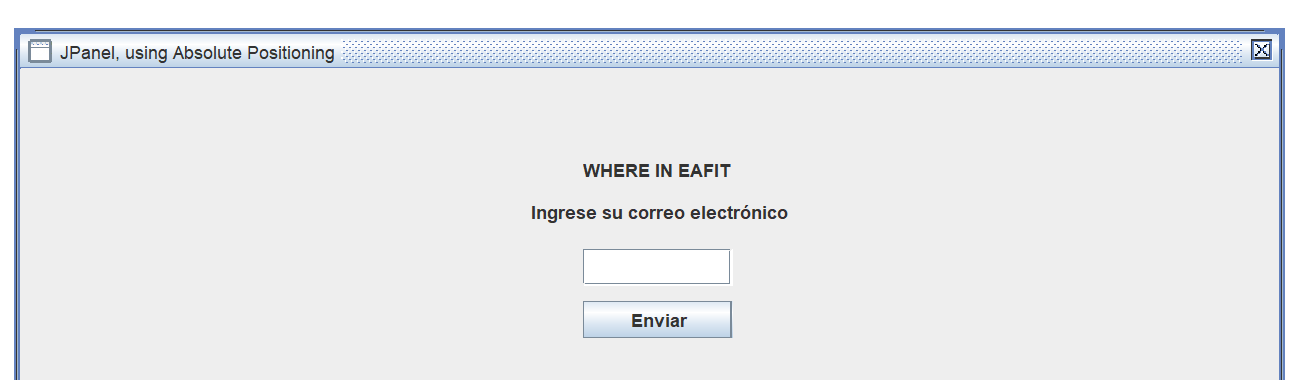 JPanel, using Absolute Positioning
WHERE IN EAFIT
Ingrese su correo electrónico
Enviar